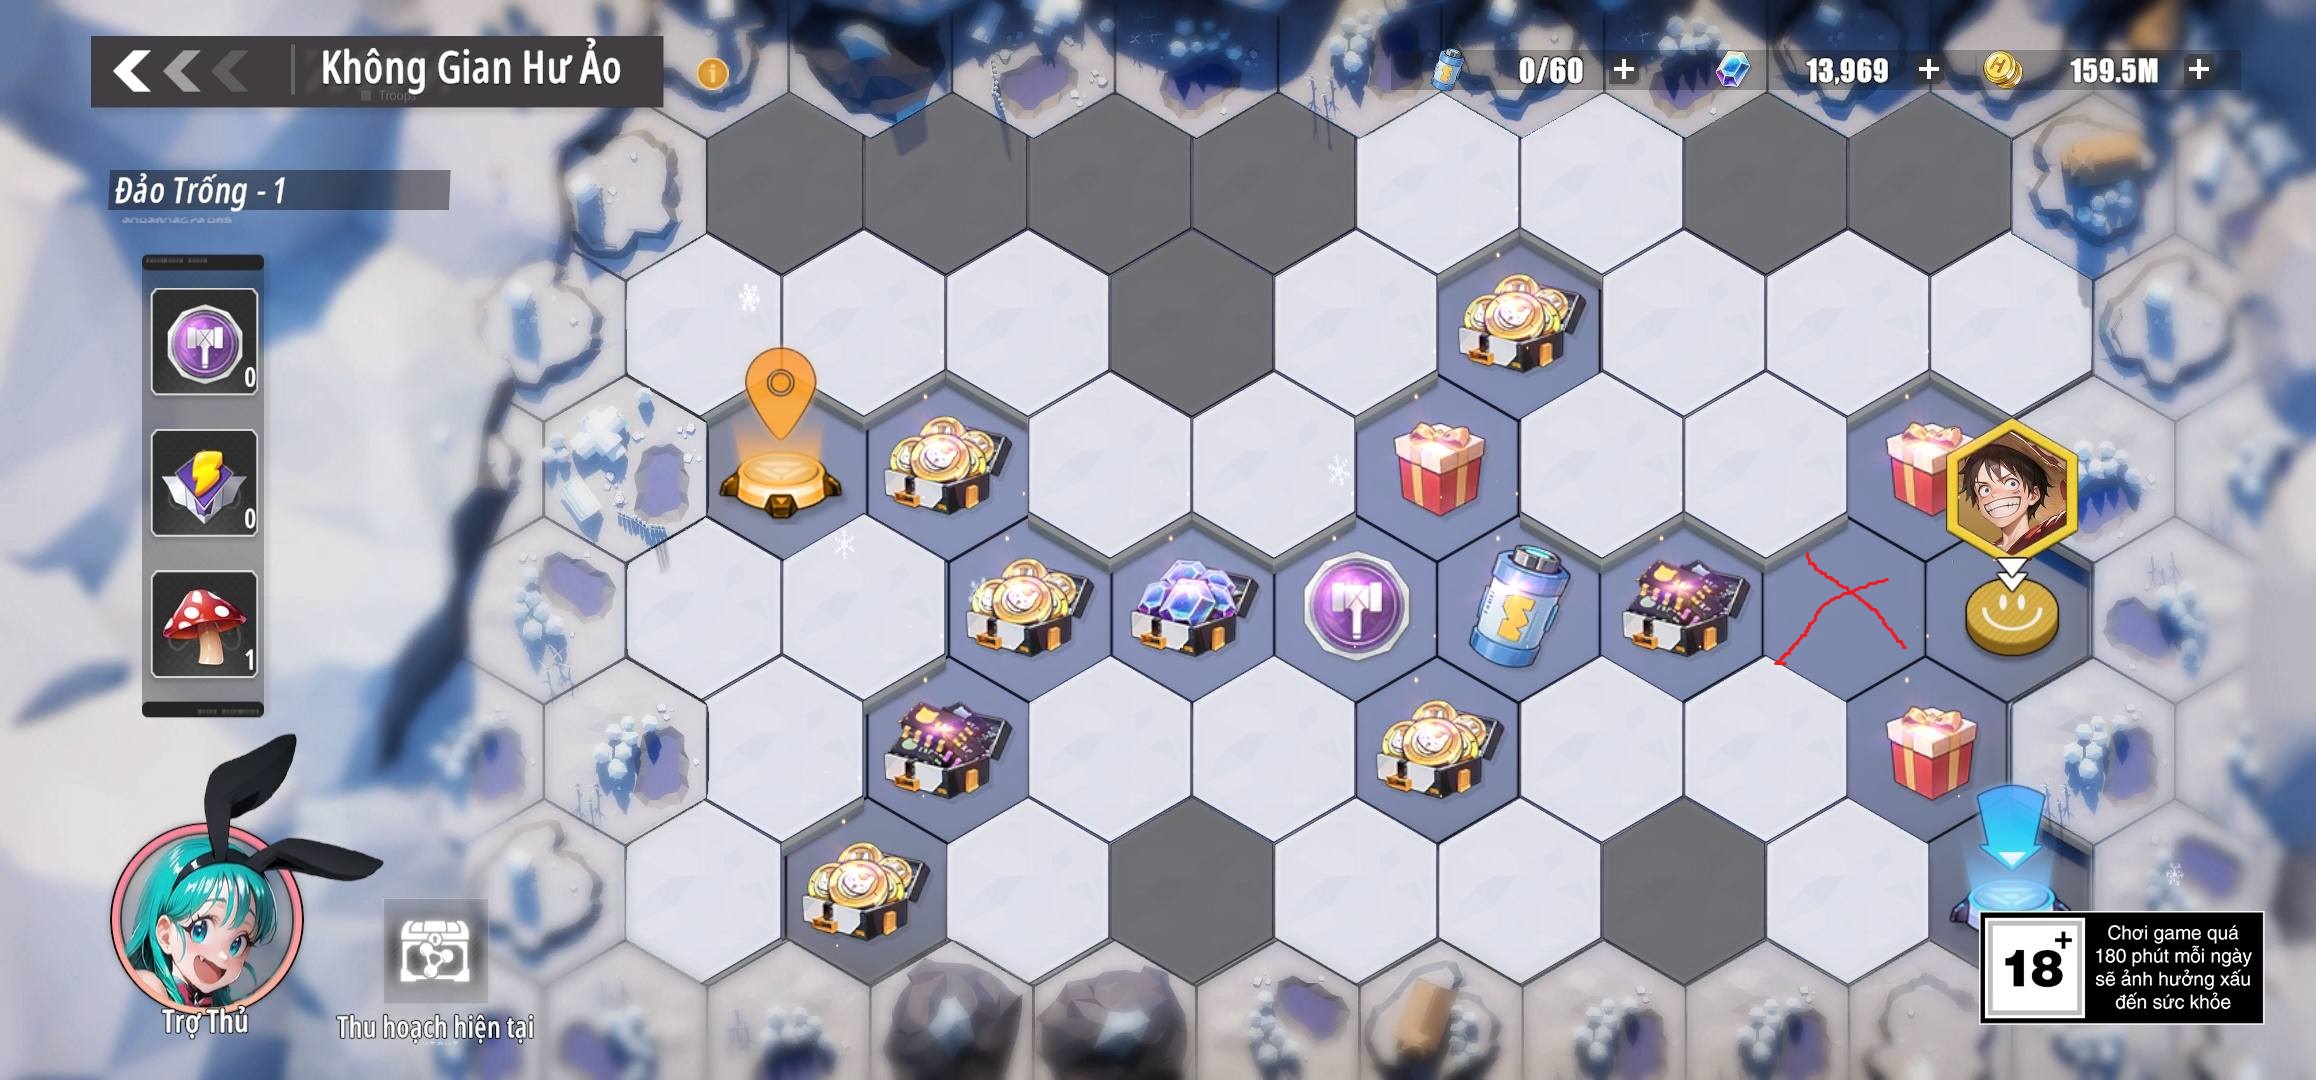 Không Gian Hư Ảo
Troops
i
0/60
13,969
159.5M
Đảo Trống - 1
0
0
1
Trợ Thủ
Thu hoạch hiện tại
18+
Chơi game quá
180 phút mỗi ngày
sẽ ảnh hưởng xấu
đến sức khỏe